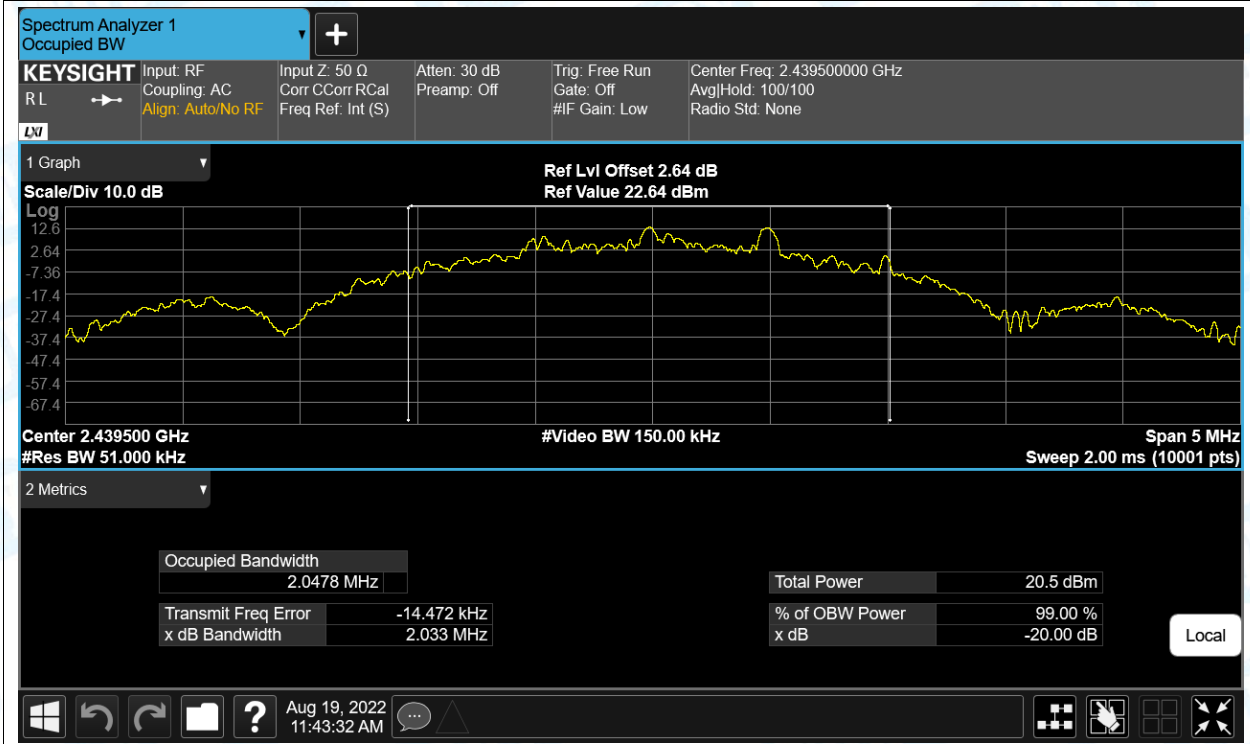 Spectrum Analyzer 1
Occupied BW
KEYSIGHT
R L
LXI
Input: RF
Coupling: AC
Align: Auto/No RF
Input Z: 50 Ω
Corr CCorr RCal
Freq Ref: Int (S)
Atten: 30 dB
Preamp: Off
Trig: Free Run
Gate: Off
#IF Gain: Low
Center Freq: 2.439500000 GHz
Avg|Hold: 100/100
Radio Std: None
1 Graph
Scale/Div 10.0 dB
Ref Lvl Offset 2.64 dB
Ref Value 22.64 dBm
Log
12.6
2.64
-7.36
-17.4
-27.4
-37.4
-47.4
-57.4
-67.4
Center 2.439500 GHz
#Res BW 51.000 kHz
#Video BW 150.00 kHz
Span 5 MHz
Sweep 2.00 ms (10001 pts)
2 Metrics
Occupied Bandwidth
2.0478 MHz
Transmit Freq Error -14.472 kHz
x dB Bandwidth 2.033 MHz
Total Power 20.5 dBm
% of OBW Power 99.00 %
x dB -20.00 dB
Local
?
Aug 19, 2022
11:43:32 AM